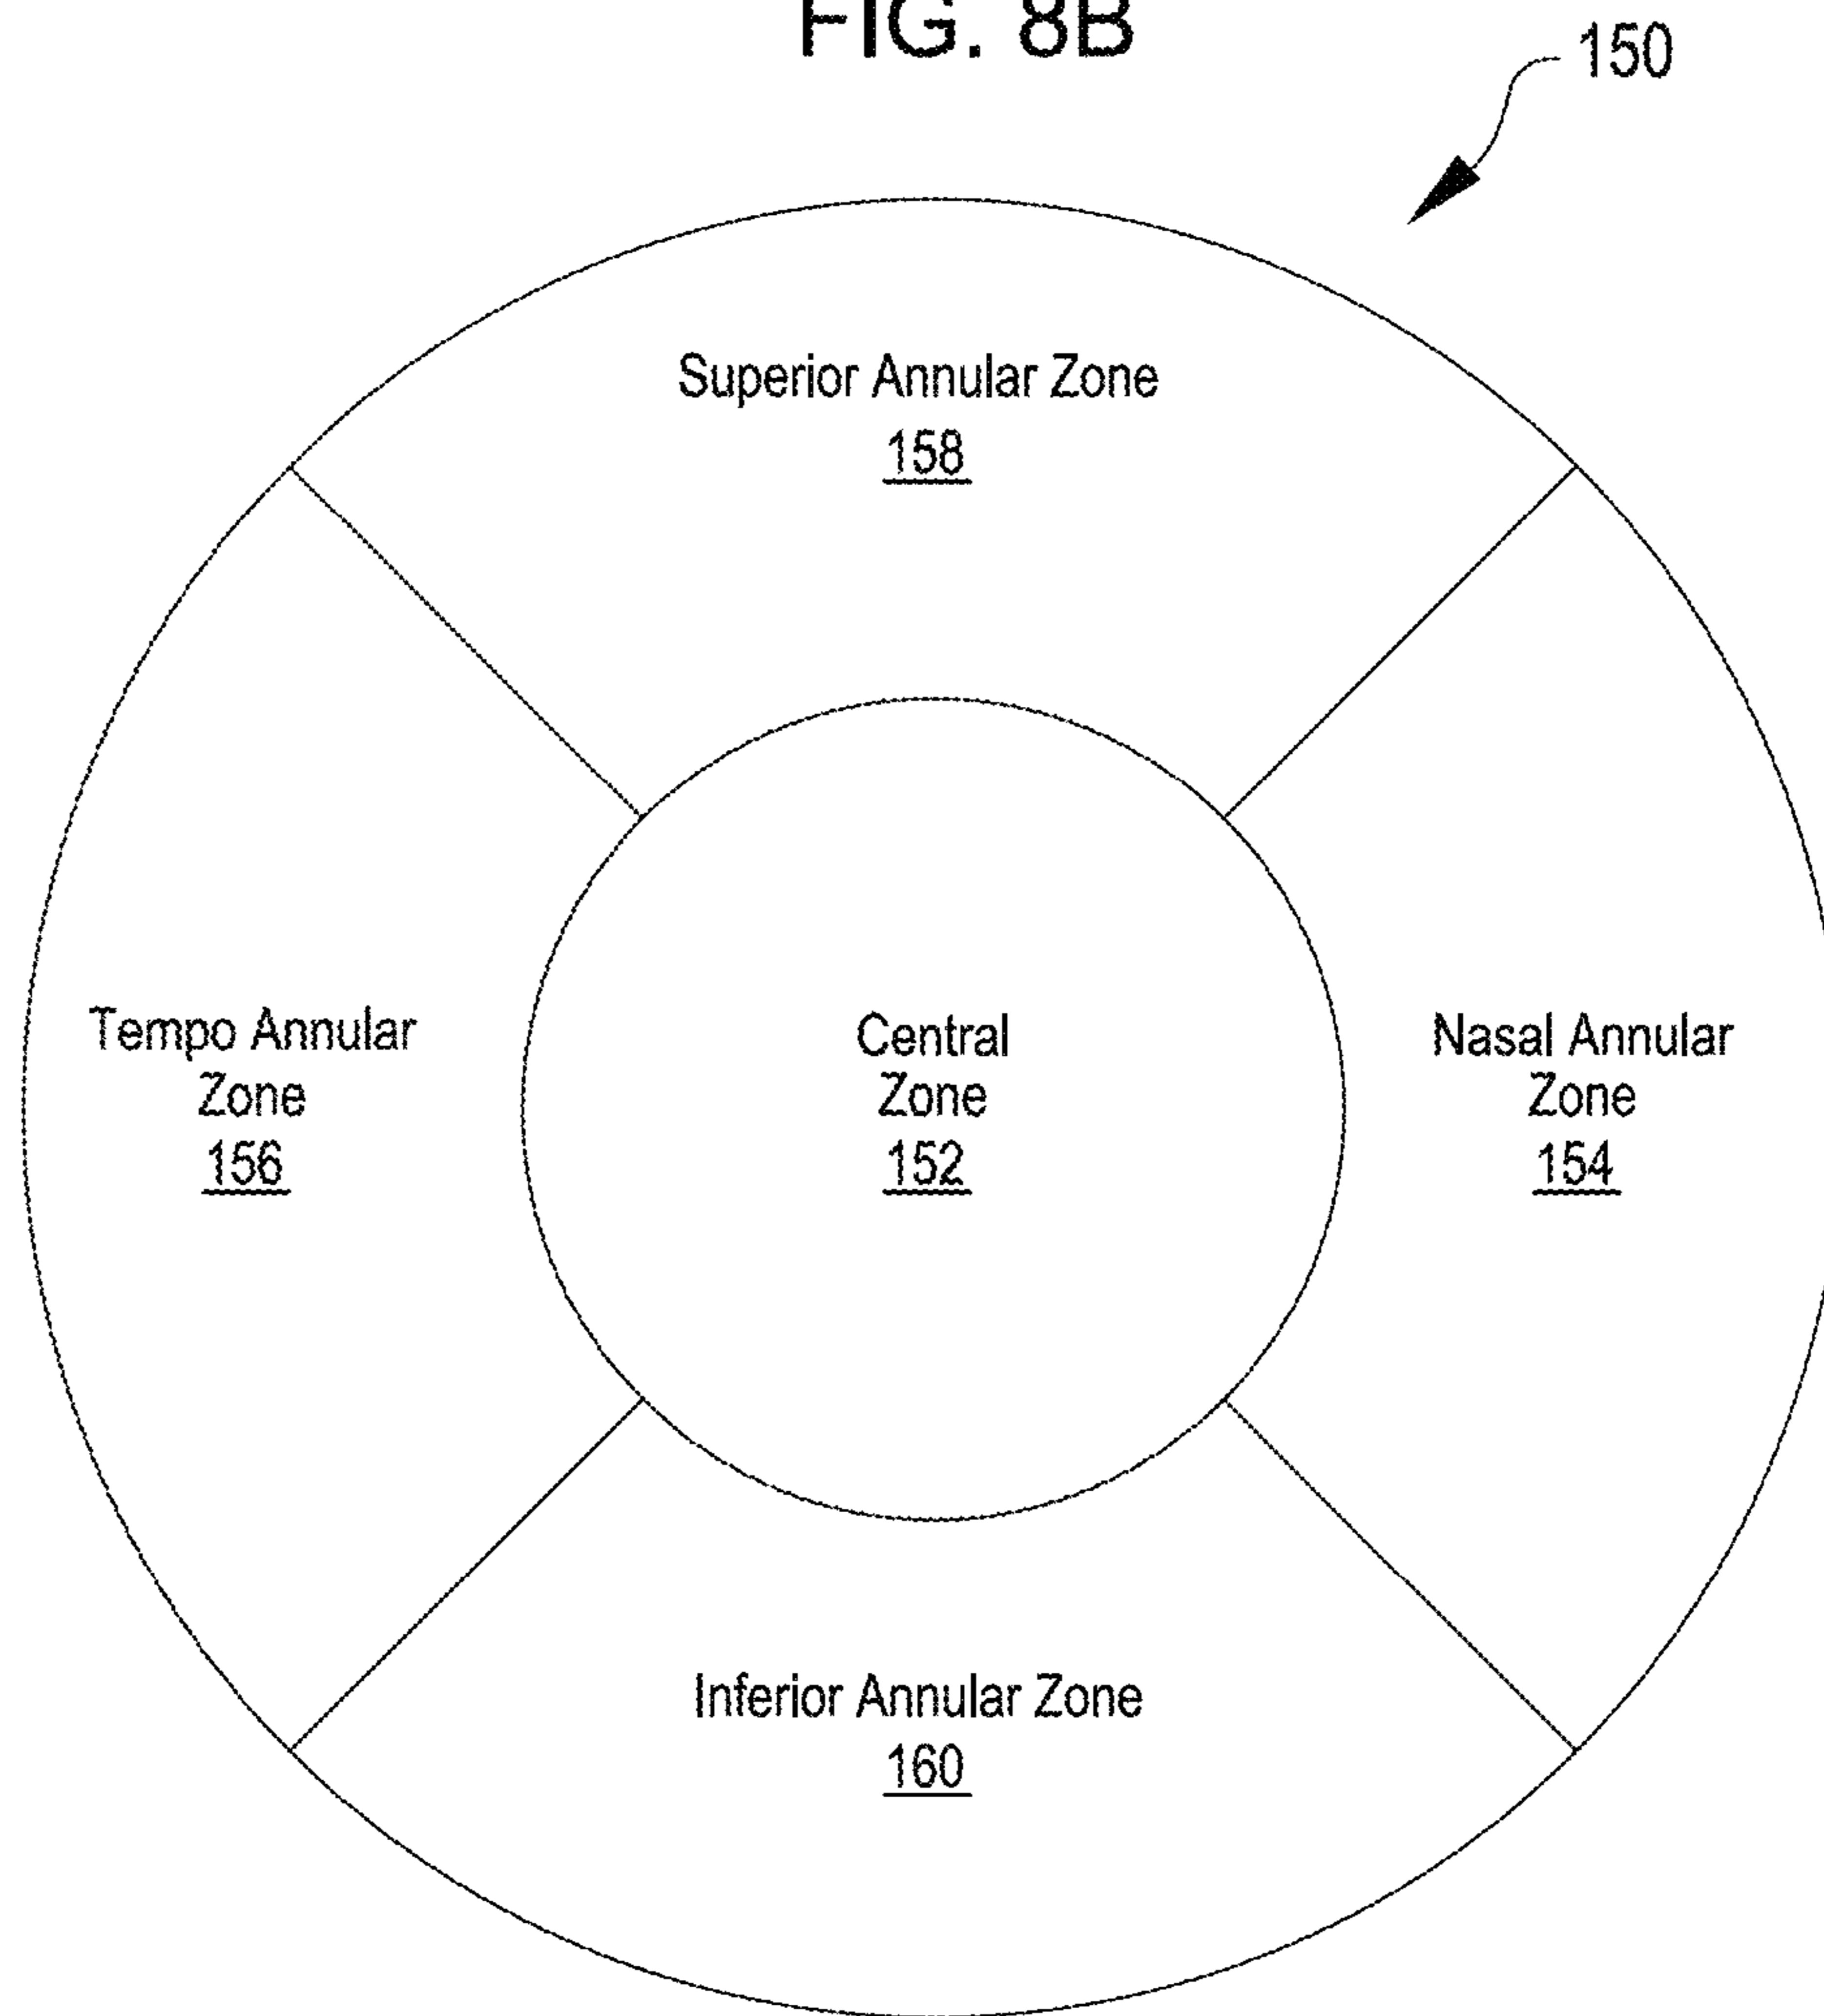 FIG. 8B
150
Superior Annular Zone
158
Tempo Annular
Zone
156
Central
Zone
152
Nasal Annular
Zone
154
Inferior Annular Zone
160